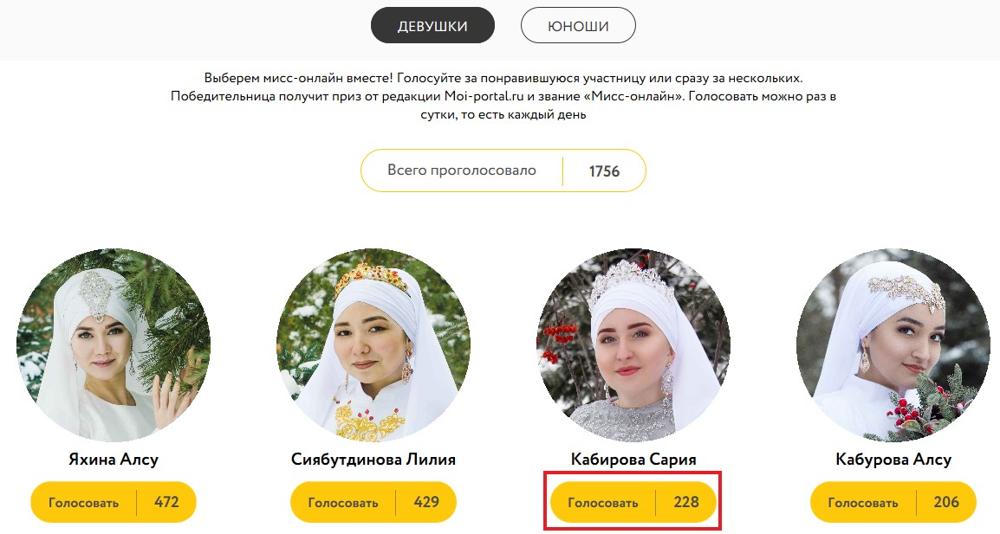 ДЕВУШКИ
ЮНОШИ
Выберем мисс-онлайн вместе! Голосуйте за понравившуюся участницу или сразу за нескольких.
Победительница получит приз от редакции Moi-portal.ru и звание «Мисс-онлайн». Голосовать можно раз в
сутки, то есть каждый день
Всего проголосовало 1756
Яхина Алсу
Сиябутдинова Лилия
Кабирова Сария
Кабурова Алсу
Голосовать 472
Голосовать 429
Голосовать 228
Голосовать 206